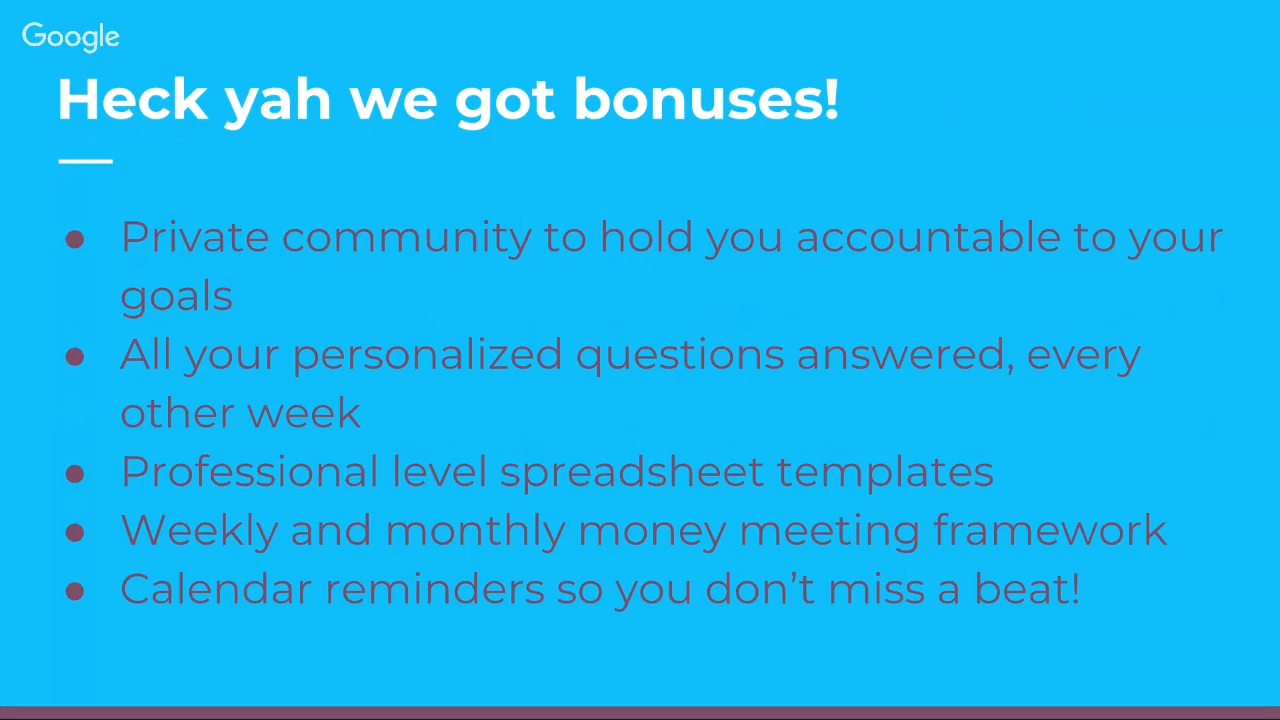 Google
Heck yah we got bonuses!
● Private community to hold you accountable to your
goals
● All your personalized questions answered, every
other week
● Professional level spreadsheet templates
● Weekly and monthly money meeting framework
● Calendar reminders so you don’t miss a beat!